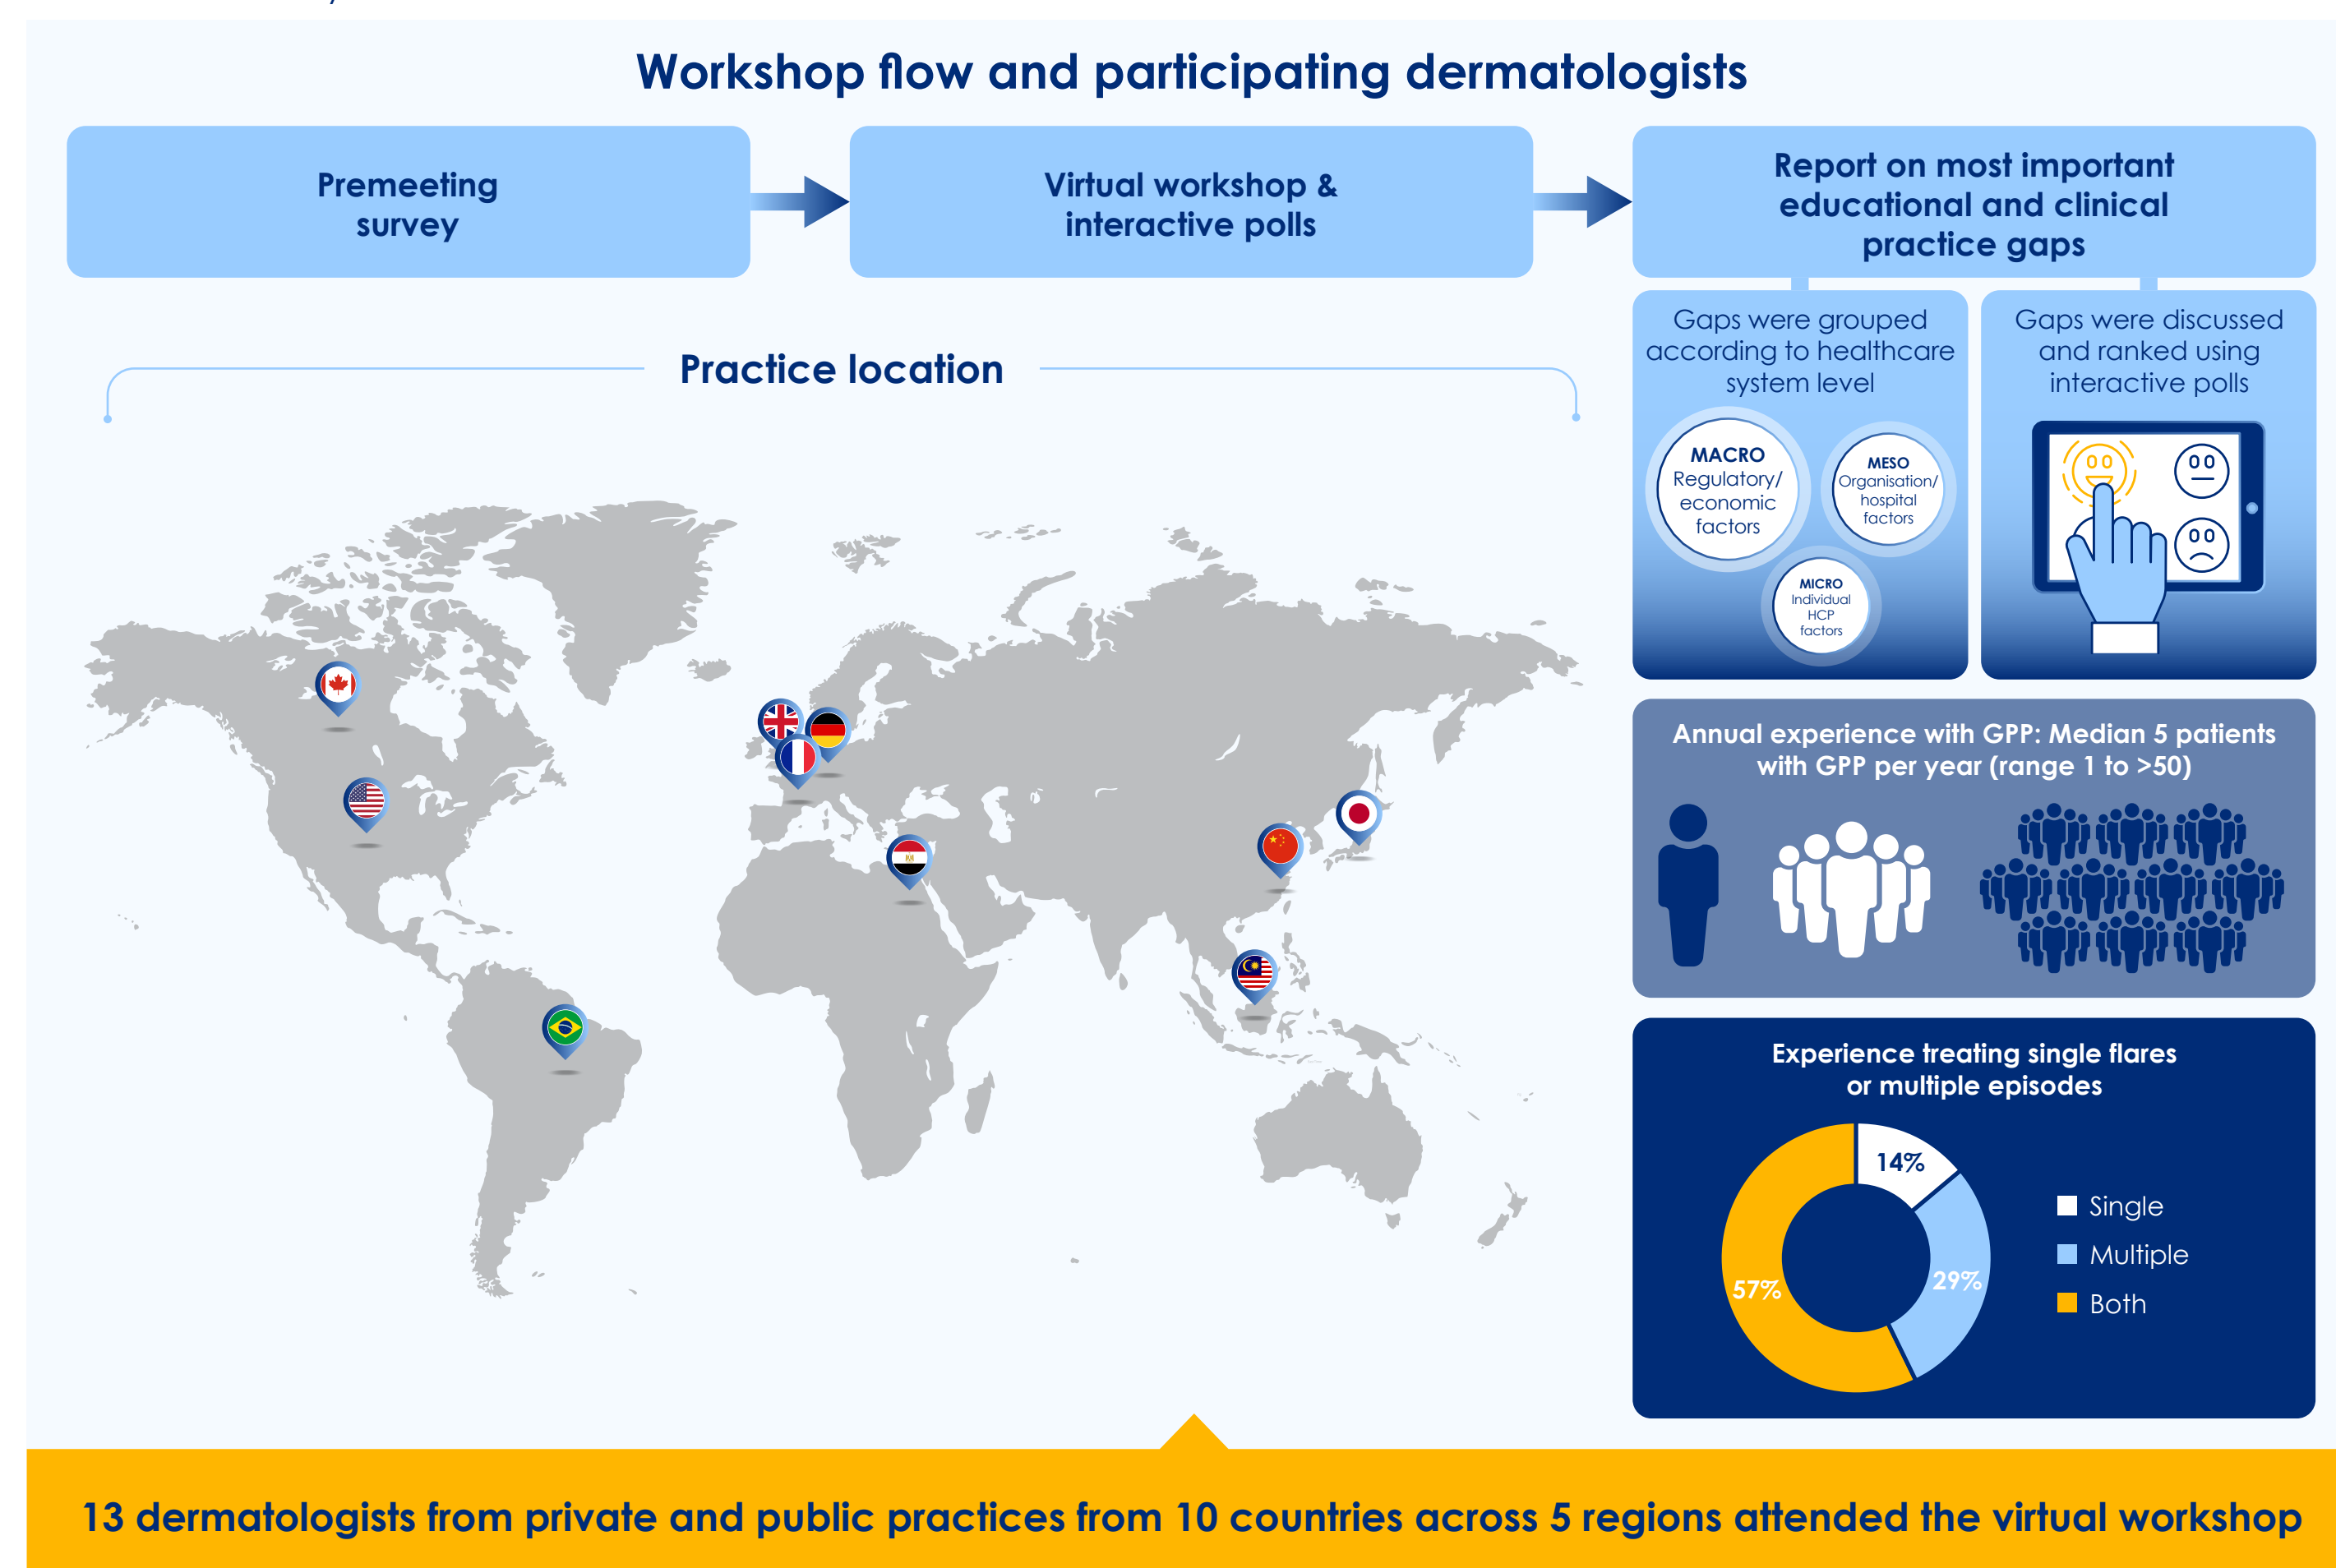 Workshop flow and participating dermatologists
Premeeting
survey
Virtual workshop &
interactive polls
Report on most important
educational and clinical
practice gaps
Practice location
Gaps were grouped
according to healthcare
system level
MACRO
Regulatory/
economic
factors
MESO
Organisation/
hospital
factors
MICRO
Individual
HCP
factors
Gaps were discussed
and ranked using
interactive polls
Annual experience with GPP: Median 5 patients
with GPP per year (range 1 to >50)
Experience treating single flares
or multiple episodes
14%
29%
57%
Single
Multiple
Both
13 dermatologists from private and public practices from 10 countries across 5 regions attended the virtual workshop